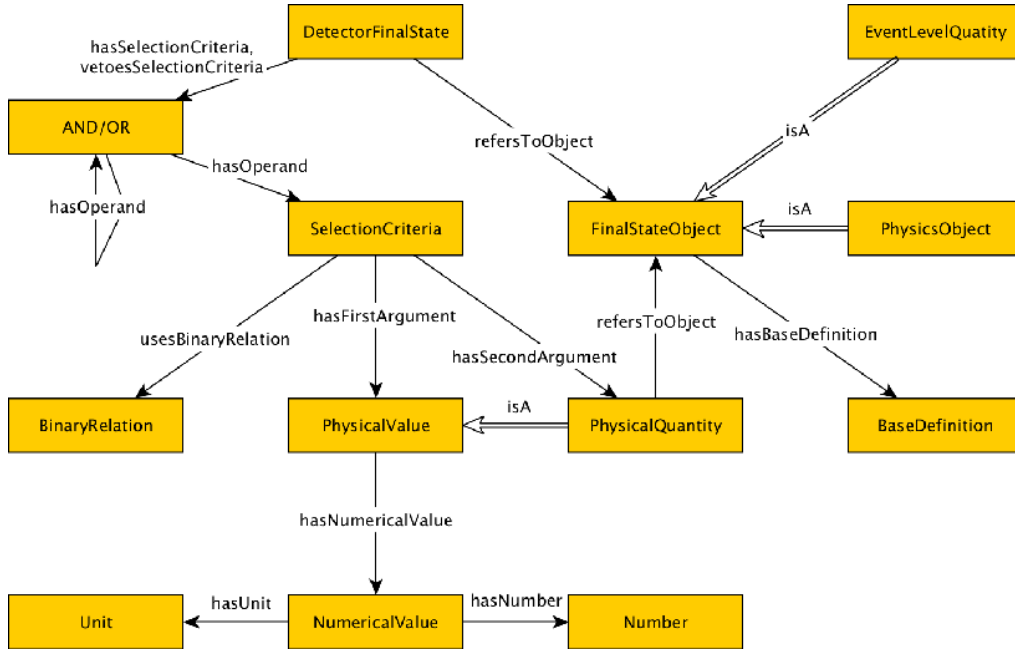 DetectorFinalState
EventLevelQuatity
hasSelectionCriteria,
vetoesSelectionCriteria
AND/OR
isA
refersToObject
hasOperand
hasOperand
isA
SelectionCriteria
FinalStateObject
PhysicsObject
hasFirstArgument
refersToObject
usesBinaryRelation
hasBaseDefinition
hasSecondArgument
isA
BinaryRelation
PhysicalValue
PhysicalQuantity
BaseDefinition
hasNumericalValue
hasUnit
hasNumber
Unit
NumericalValue
Number